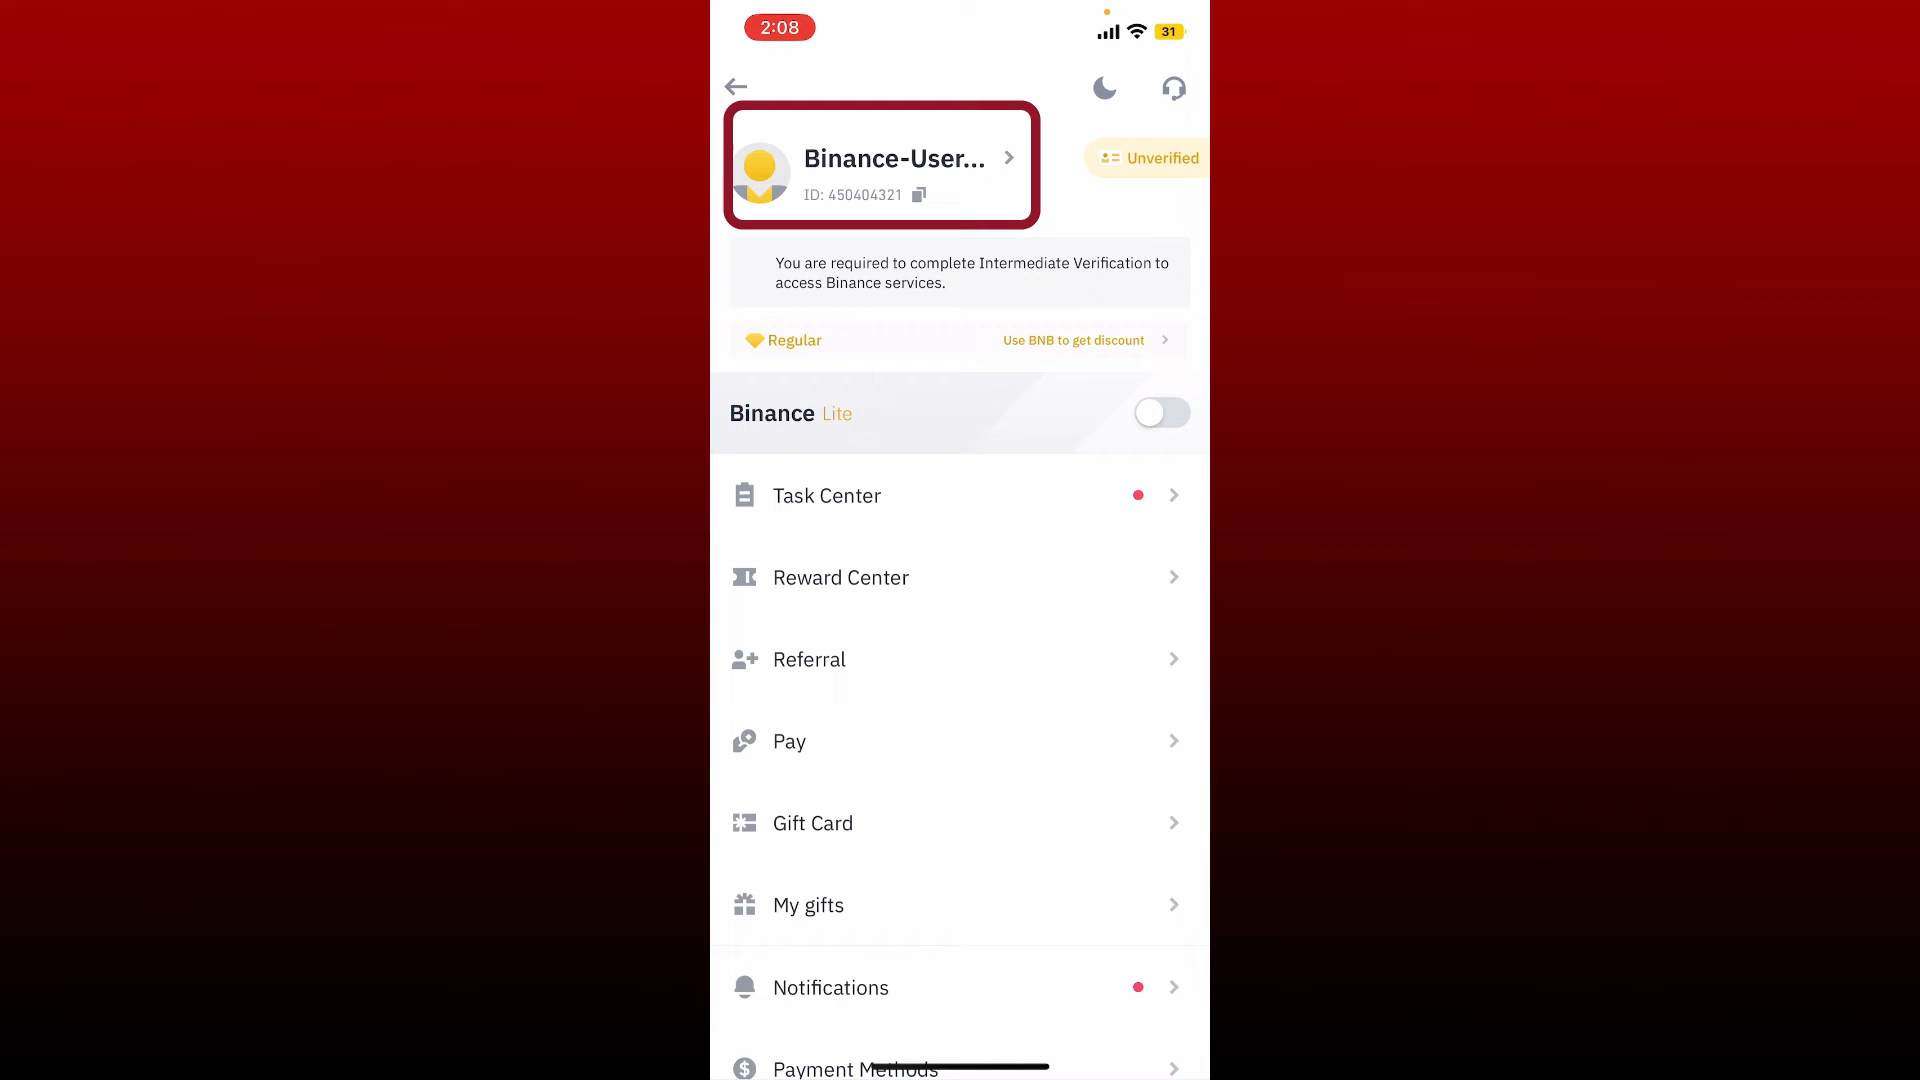 2:08
31
Binance-User...
ID: 450404321
Unverified
You are required to complete Intermediate Verification to
access Binance services.
Regular
Use BNB to get discount
Binance Lite
Task Center
Reward Center
Referral
Pay
Gift Card
My gifts
Notifications
Payment Methods